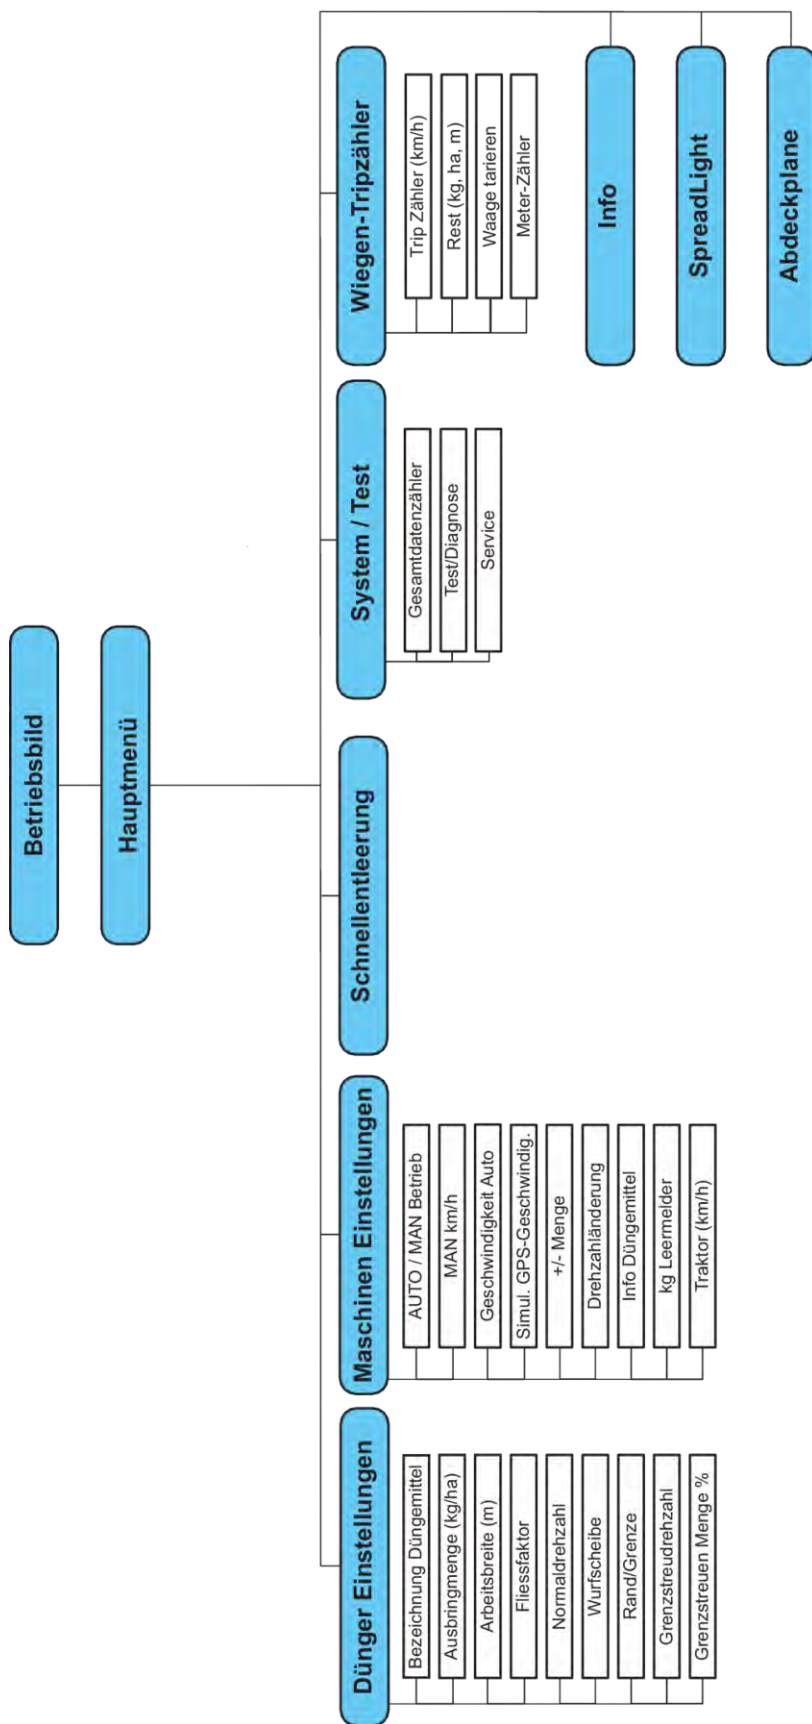 Betriebsbild
Hauptmenü
Dünger Einstellungen
Bezeichnung Düngemittel
Ausbringmenge (kg/ha)
Arbeitsbreite (m)
Fliessfaktor
Normaldrehzahl
Wurfscheibe
Rand/Grenze
Grenzstreudrehzahl
Grenzstreuen Menge %
Maschinen Einstellungen
AUTO / MAN Betrieb
MAN km/h
Geschwindigkeit Auto
Simul. GPS-Geschwindig.
+/- Menge
Drehzahländerung
Info Düngemittel
kg Leermelder
Traktor (km/h)
Schnellentleerung
System / Test
Gesamtdatenzähler
Test/Diagnose
Service
Wiegen-Tripzähler
Trip Zähler (km/h)
Rest (kg, ha, m)
Waage tarieren
Meter-Zähler
Info
SpreadLight
Abdeckplane